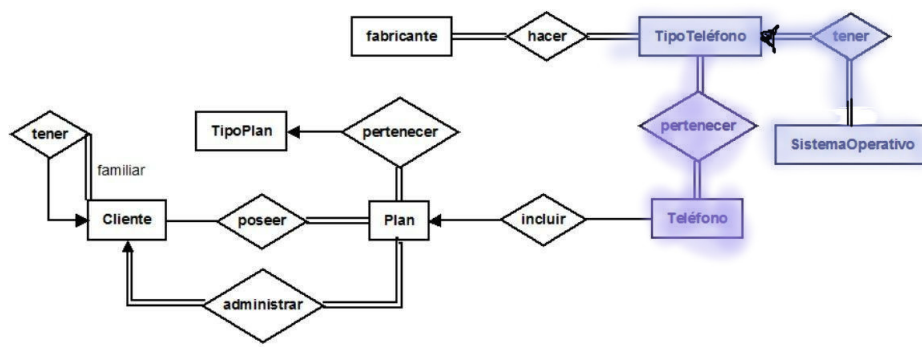 fabricante
hacer
TipoTeléfono
tener
tener
TipoPlan
pertenecer
pertenecer
SistemaOperativo
familiar
Cliente
poseer
Plan
incluir
Teléfono
administrar